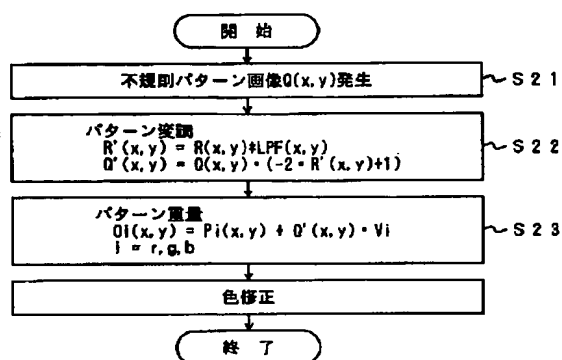 開 始
不規則パターン画像Q(x,y)発生
S21
パターン変調
R'(x,y) = R(x,y)*LPF(x,y)
Q'(x,y) = Q(x,y)・(-2・R'(x,y)+1)
S22
パターン重量
Oi(x,y) = Pi(x,y) + Q'(x,y)・Vi
i = r,g,b
S23
色修正
終 了